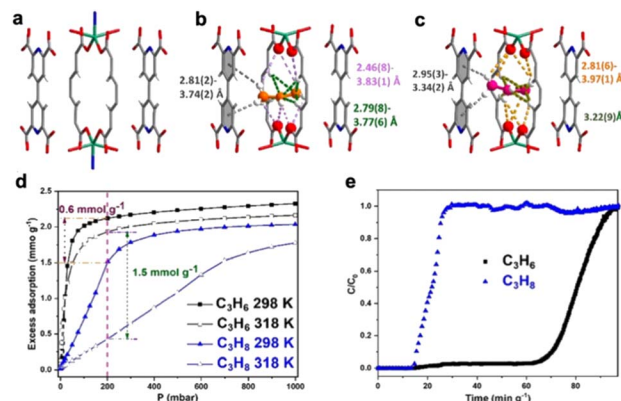 a
b
c
2.81(2)-
3.74(2) Å
2.46(8)-
3.83(1) Å
2.79(8)-
3.77(6) Å
2.95(3)-
3.34(2) Å
2.81(6)-
3.97(1) Å
3.22(9)Å
d
Excess adsorption (mmo g⁻¹)
2.5
2.0
1.5
1.0
0.5
0.0
0.6 mmol g⁻¹
1.5 mmol g⁻¹
C₃H₆ 298 K
C₃H₆ 318 K
C₃H₈ 298 K
C₃H₈ 318 K
0 200 400 600 800 1000
P (mbar)
e
C/C₀
1.0
0.8
0.6
0.4
0.2
0.0
C₃H₆
C₃H₈
0 20 40 60 80
Time (min g⁻¹)